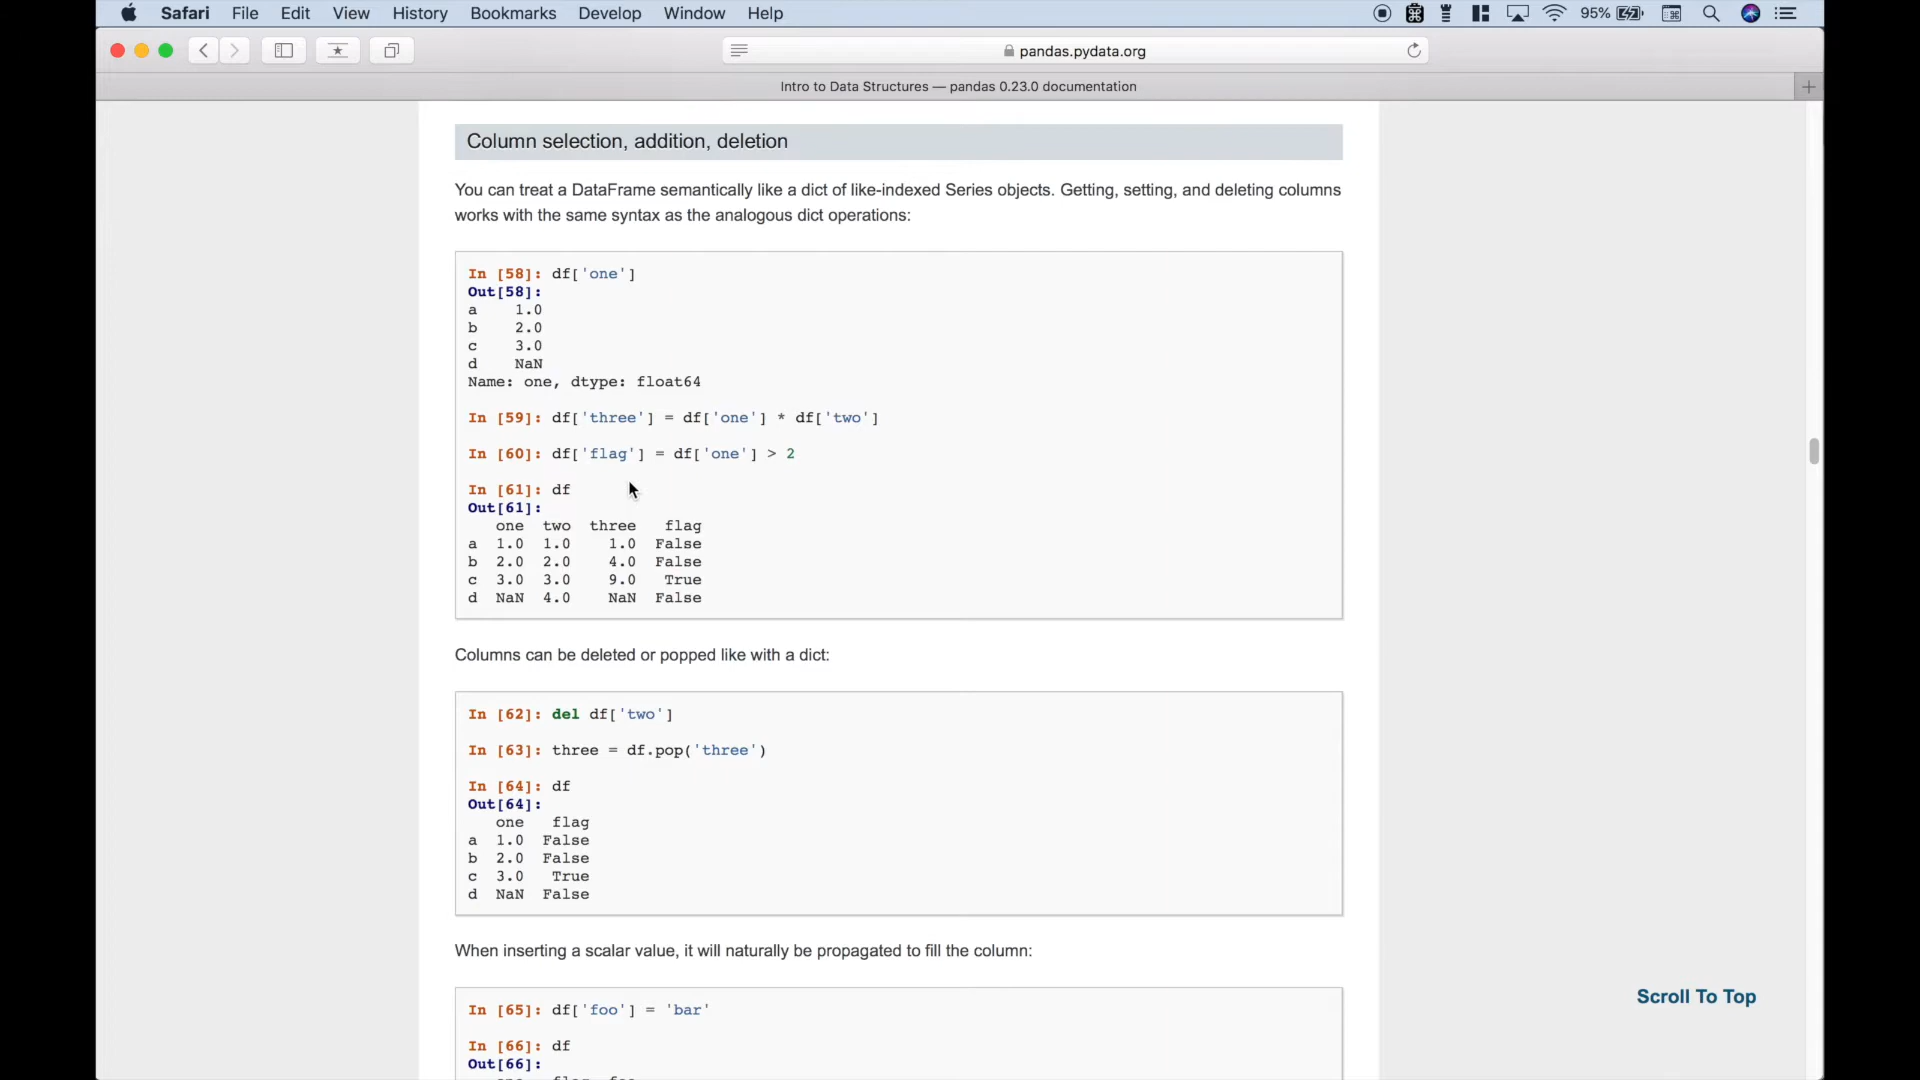 Safari File Edit View History Bookmarks Develop Window Help 95%
pandas.pydata.org
Intro to Data Structures — pandas 0.23.0 documentation
Column selection, addition, deletion
You can treat a DataFrame semantically like a dict of like-indexed Series objects. Getting, setting, and deleting columns
works with the same syntax as the analogous dict operations:
In [58]: df['one']
Out[58]:
a    1.0
b    2.0
c    3.0
d    NaN
Name: one, dtype: float64
In [59]: df['three'] = df['one'] * df['two']
In [60]: df['flag'] = df['one'] > 2
In [61]: df
Out[61]:
   one  two  three   flag
a  1.0  1.0    1.0  False
b  2.0  2.0    4.0  False
c  3.0  3.0    9.0   True
d  NaN  4.0    NaN  False
Columns can be deleted or popped like with a dict:
In [62]: del df['two']
In [63]: three = df.pop('three')
In [64]: df
Out[64]:
   one   flag
a  1.0  False
b  2.0  False
c  3.0   True
d  NaN  False
When inserting a scalar value, it will naturally be propagated to fill the column:
Scroll To Top
In [65]: df['foo'] = 'bar'
In [66]: df
Out[66]: